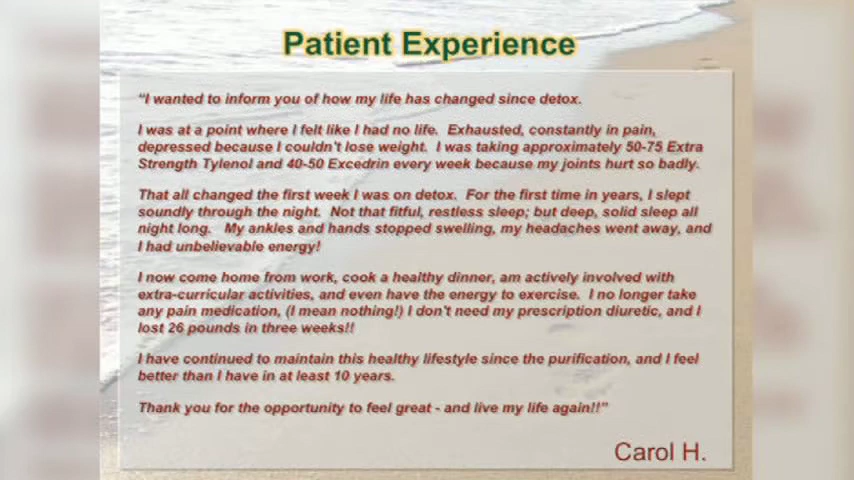 Patient Experience
"I wanted to inform you of how my life has changed since detox.
I was at a point where I felt like I had no life. Exhausted, constantly in pain,
depressed because I couldn't lose weight. I was taking approximately 50-75 Extra
Strength Tylenol and 40-50 Excedrin every week because my joints hurt so badly.
That all changed the first week I was on detox. For the first time in years, I slept
soundly through the night. Not that fitful, restless sleep; but deep, solid sleep all
night long. My ankles and hands stopped swelling, my headaches went away, and
I had unbelievable energy!
I now come home from work, cook a healthy dinner, am actively involved with
extra-curricular activities, and even have the energy to exercise. I no longer take
any pain medication, (I mean nothing!) I don't need my prescription diuretic, and I
lost 26 pounds in three weeks!!
I have continued to maintain this healthy lifestyle since the purification, and I feel
better than I have in at least 10 years.
Thank you for the opportunity to feel great - and live my life again!!"
Carol H.